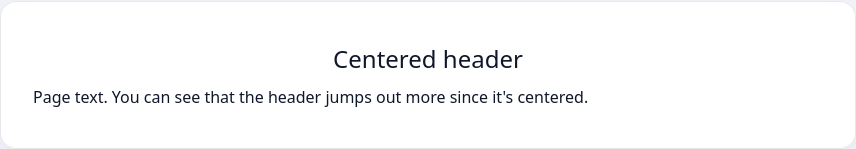 Centered header
Page text. You can see that the header jumps out more since it's centered.